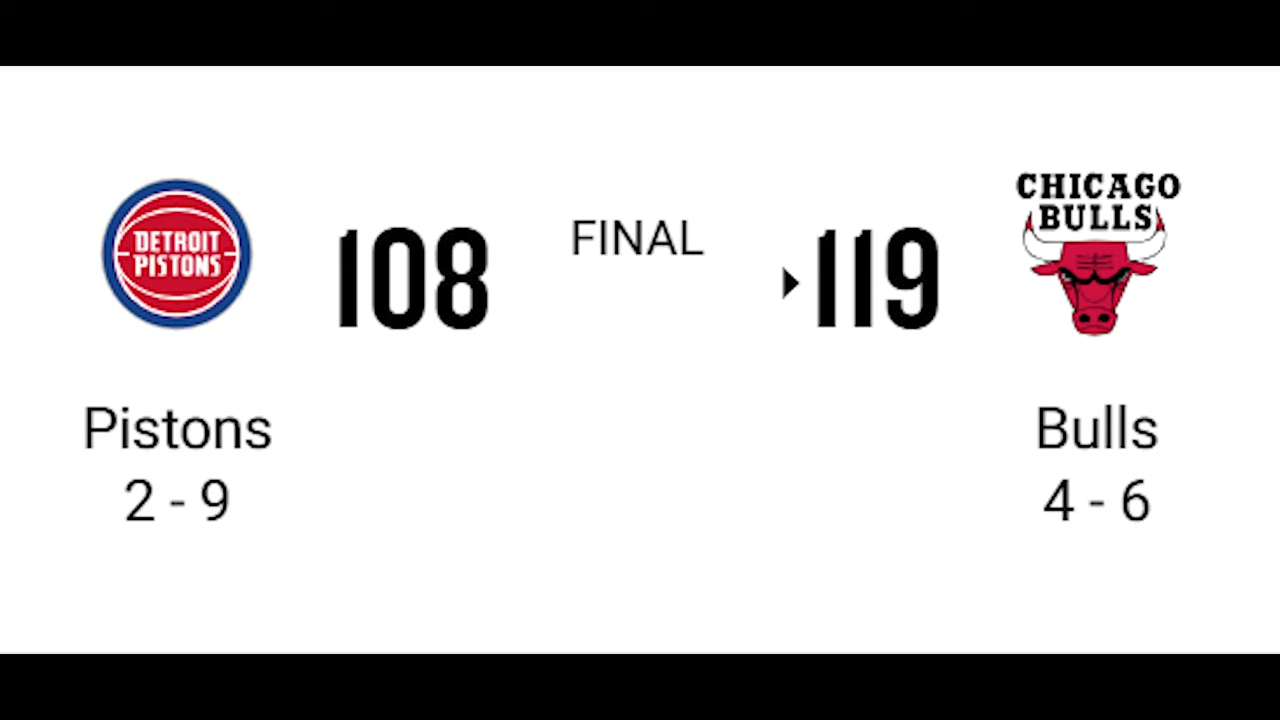 DETROIT
PISTONS
108
FINAL
119
CHICAGO
BULLS
Pistons
2 - 9
Bulls
4 - 6